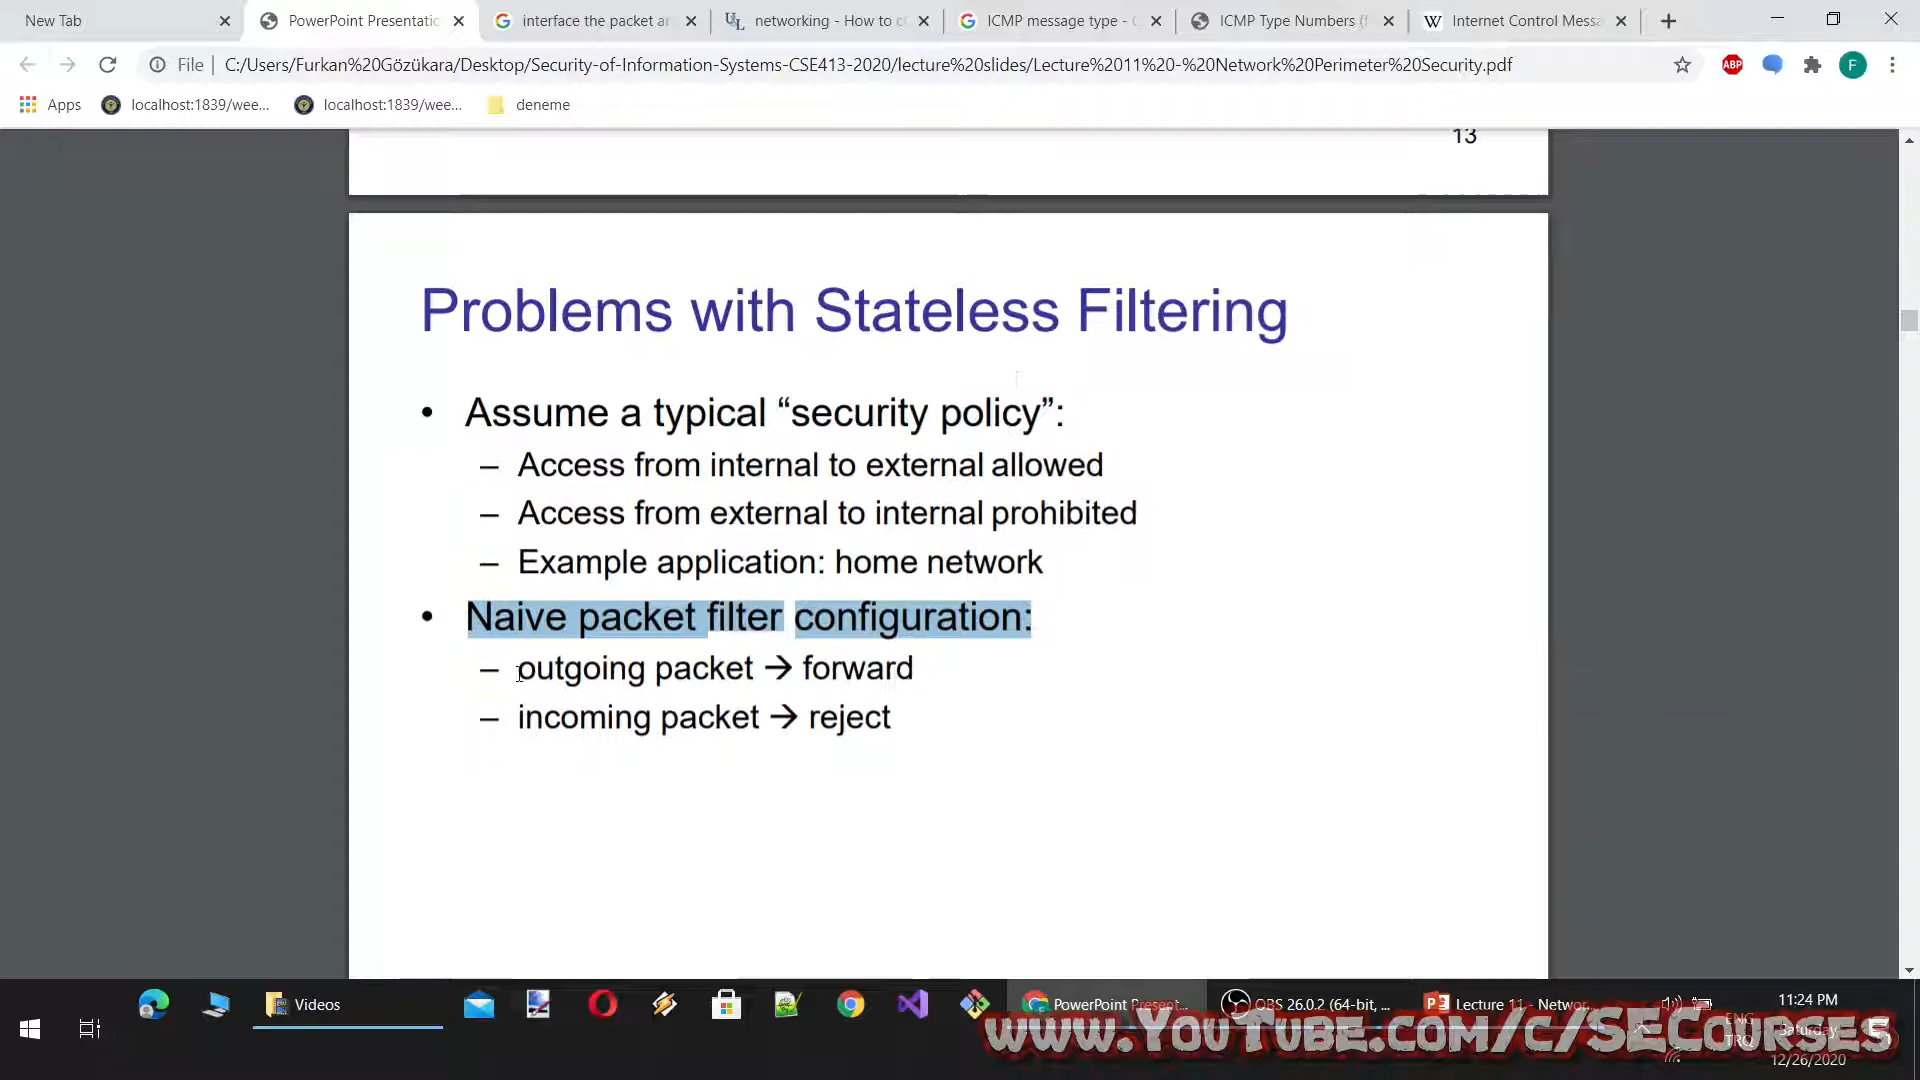 New Tab
PowerPoint Presentatio
interface the packet ar
networking - How to c
ICMP message type -
ICMP Type Numbers (
Internet Control Messa
File | C:/Users/Furkan%20Gözükara/Desktop/Security-of-Information-Systems-CSE413-2020/lecture%20slides/Lecture%2011%20-%20Network%20Perimeter%20Security.pdf
ABP
F
Apps
localhost:1839/wee...
localhost:1839/wee...
deneme
13
Problems with Stateless Filtering
• Assume a typical “security policy”:
– Access from internal to external allowed
– Access from external to internal prohibited
– Example application: home network
• Naive packet filter configuration:
– outgoing packet → forward
– incoming packet → reject
Videos
PowerPoint Present...
OBS 26.0.2 (64-bit, ...
Lecture 11 - Networ...
11:24 PM
ENG
Saturday
TRQ
12/26/2020
www.YouTube.com/c/SECourses